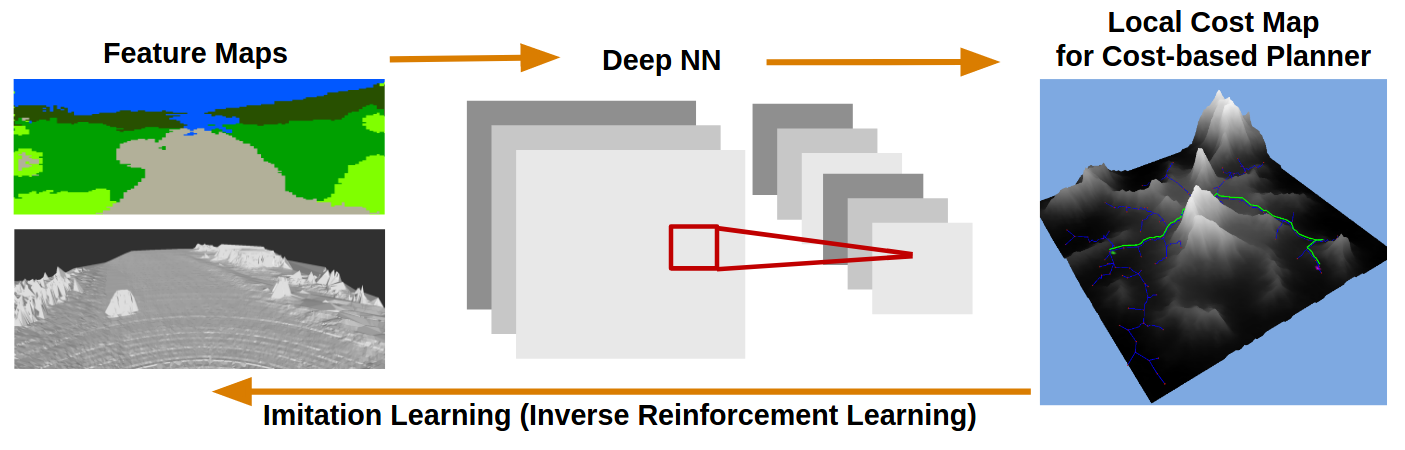 Feature Maps
Deep NN
Local Cost Map
for Cost-based Planner
Imitation Learning (Inverse Reinforcement Learning)